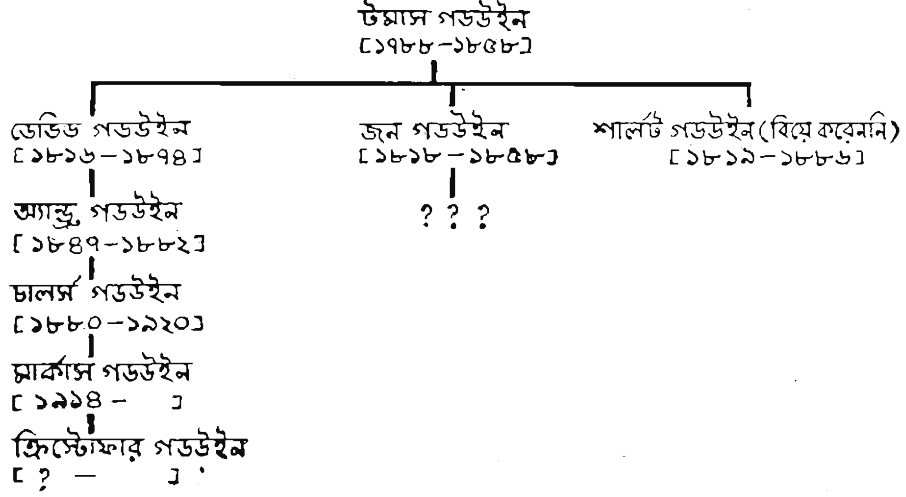 টমাস গডউইন
[১৭৮৮-১৮৫৮]
ডেভিড গডউইন
[১৮১৬-১৮৭৪]
জন গডউইন
[১৮১৮-১৮৫৮]
শার্লট গডউইন (বিয়ে করেননি)
[১৮১৯-১৮৮৬]
অ্যান্ড্রু গডউইন
[১৮৪৭-১৮৮২]
? ? ?
চার্লস গডউইন
[১৮৮০-১৯২০]
মার্কাস গডউইন
[১৯১৪- ]
ক্রিস্টোফার গডউইন
[ ? - ]